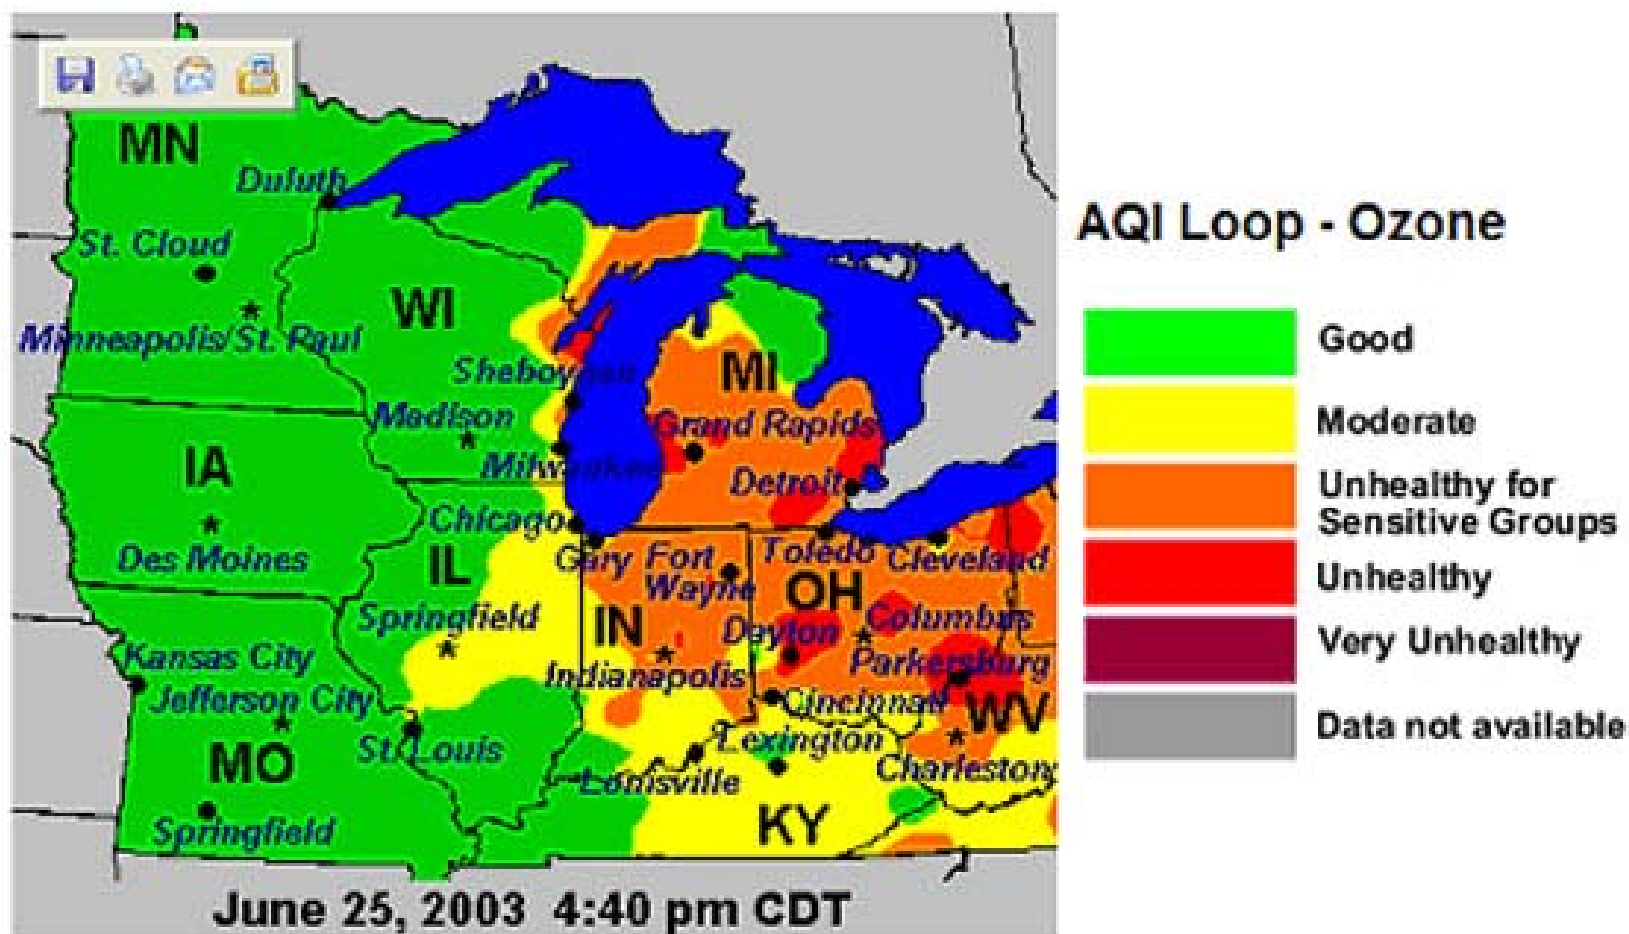 MN
Duluth
St. Cloud
Minneapolis/St. Paul
WI
Sheboygan
MI
Madison
Grand Rapids
Milwaukee
IA
Detroit
Chicago
Des Moines
Gary Fort Wayne
Toledo Cleveland
IL
OH
Springfield
IN
Columbus
Dayton
Kansas City
Parkersburg
Indianapolis
Jefferson City
Cincinnati
WV
St. Louis
Lexington
MO
Charleston
Louisville
KY
Springfield
June 25, 2003 4:40 pm CDT
AQI Loop - Ozone
Good
Moderate
Unhealthy for
Sensitive Groups
Unhealthy
Very Unhealthy
Data not available